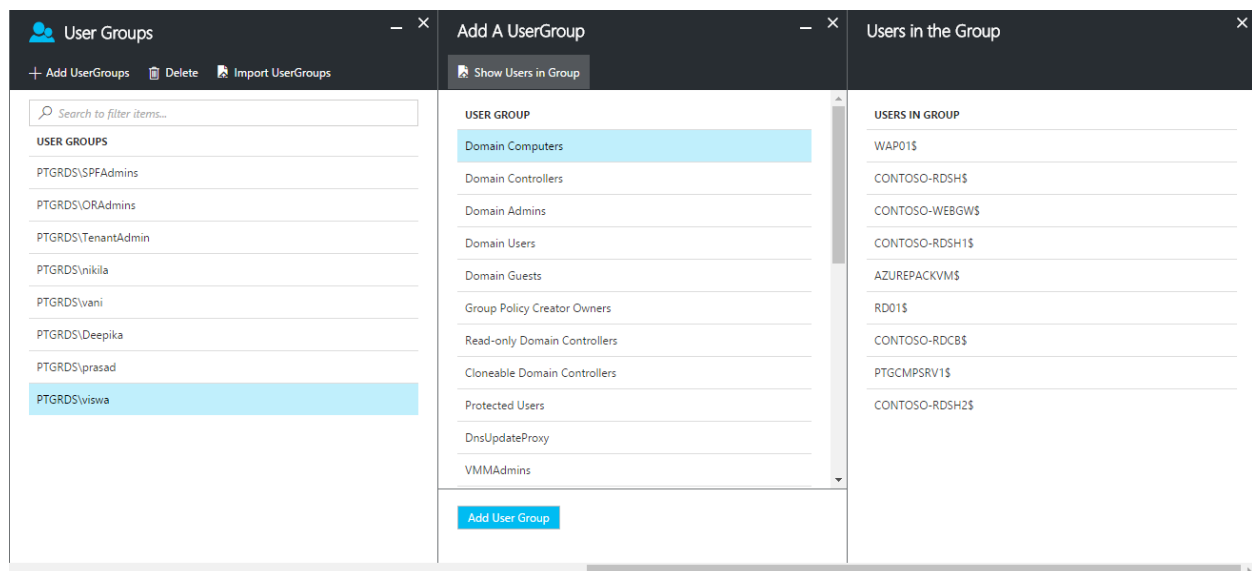 User Groups
Add UserGroups Delete Import UserGroups
Search to filter items...
USER GROUPS
PTGRDS\SPFAdmins
PTGRDS\ORAdmins
PTGRDS\TenantAdmin
PTGRDS\nikila
PTGRDS\vani
PTGRDS\Deepika
PTGRDS\prasad
PTGRDS\viswa
Add A UserGroup
Show Users in Group
USER GROUP
Domain Computers
Domain Controllers
Domain Admins
Domain Users
Domain Guests
Group Policy Creator Owners
Read-only Domain Controllers
Cloneable Domain Controllers
Protected Users
DnsUpdateProxy
VMMAdmins
Add User Group
Users in the Group
USERS IN GROUP
WAP01$
CONTOSO-RDSH$
CONTOSO-WEBGW$
CONTOSO-RDSH1$
AZUREPACKVM$
RD01$
CONTOSO-RDCB$
PTGCMPSRV1$
CONTOSO-RDSH2$